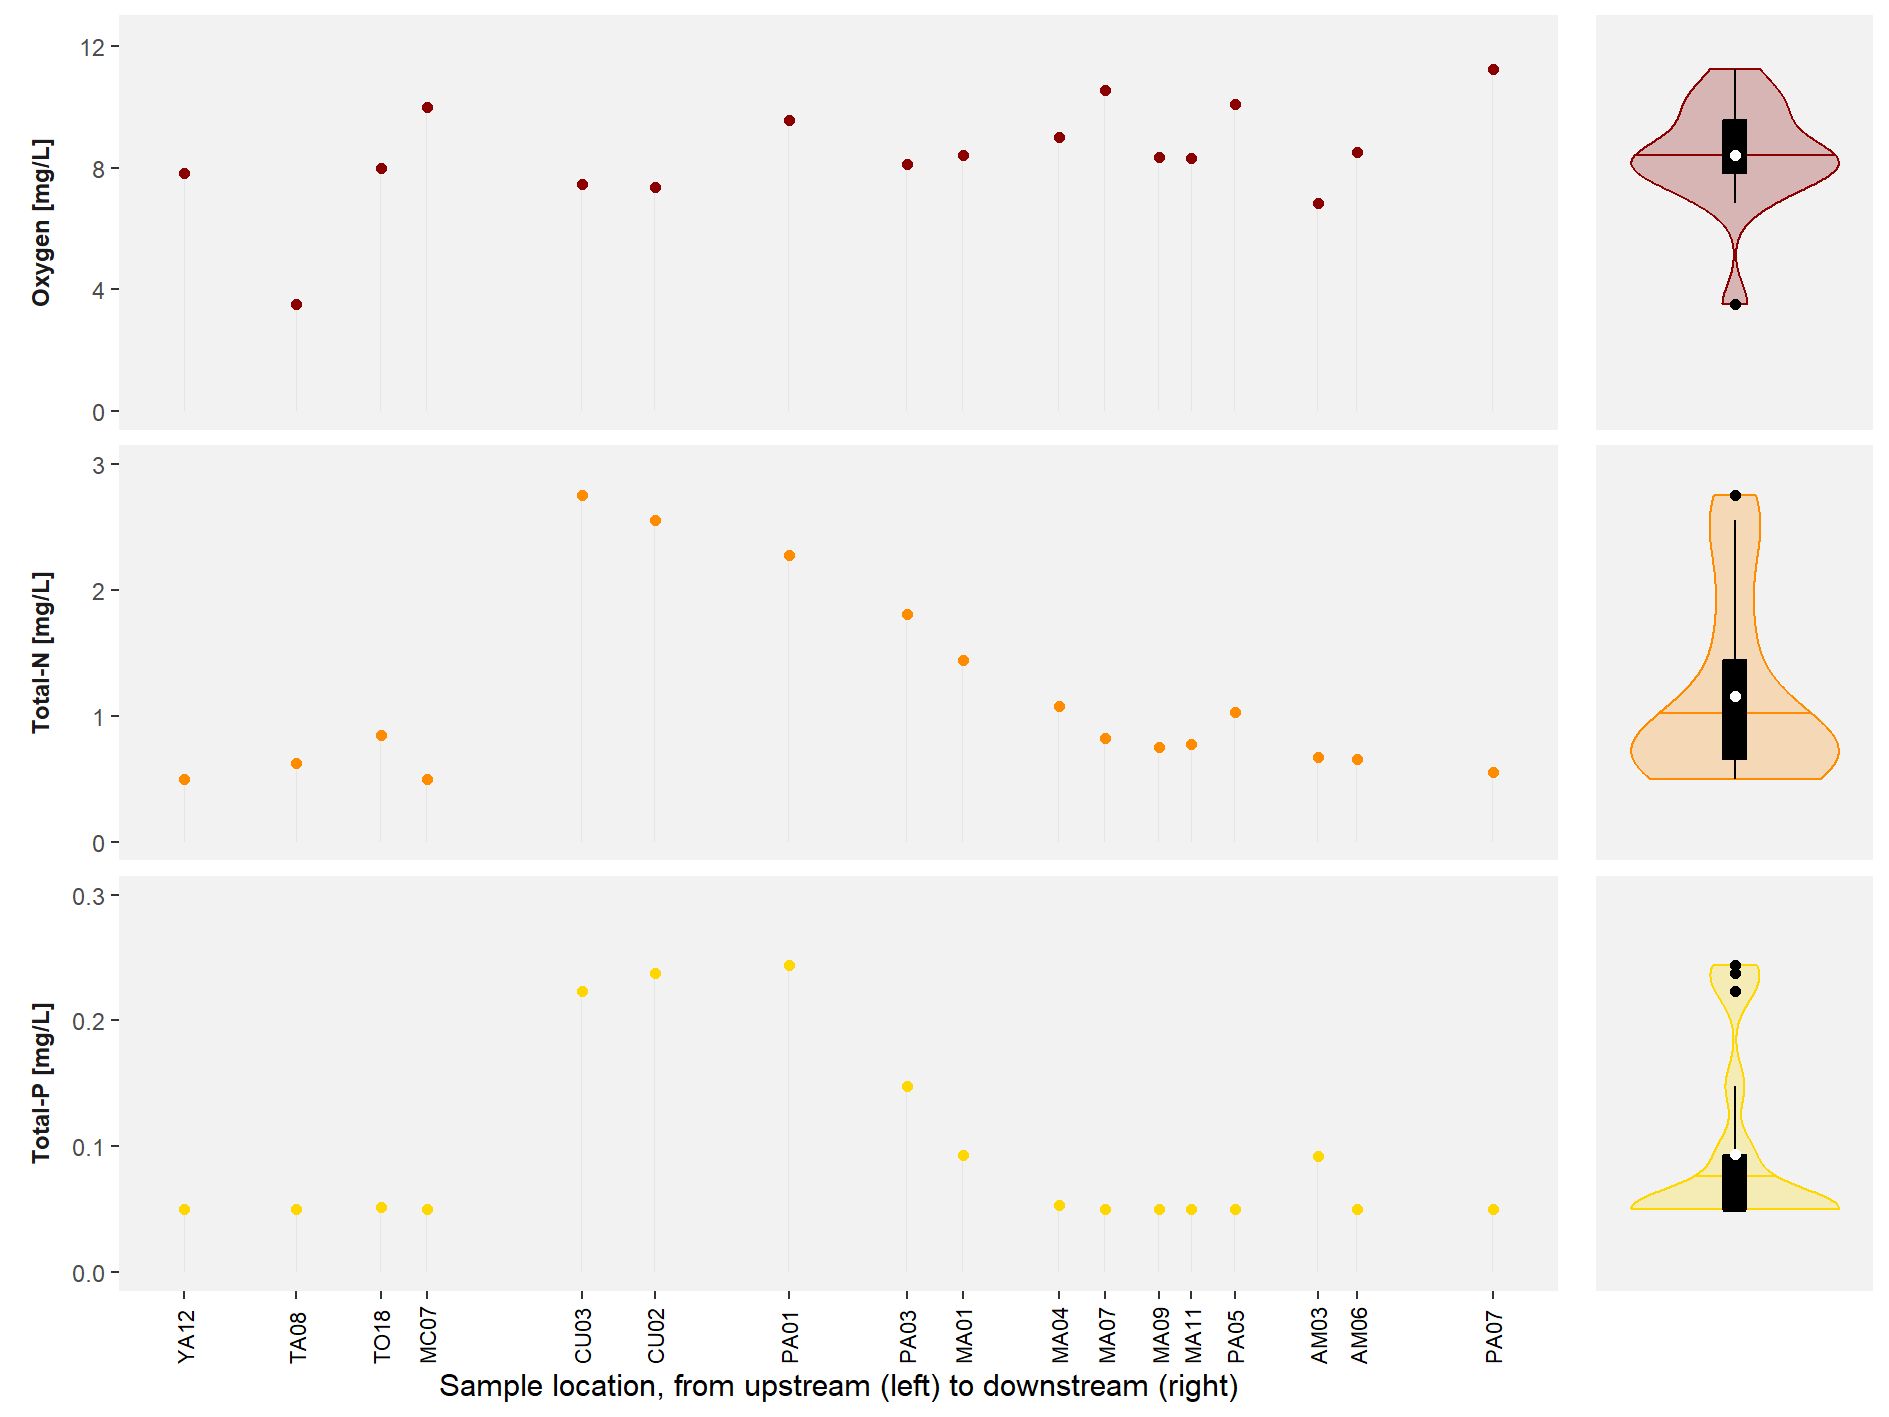 Oxygen [mg/L]
12
8
4
0
Total-N [mg/L]
3
2
1
0
Total-P [mg/L]
0.3
0.2
0.1
0.0
YA12 TA08 TO18 MC07 CU03 CU02 PA01 PA03 MA01 MA04 MA07 MA09 MA11 PA05 AM03 AM06 PA07
Sample location, from upstream (left) to downstream (right)